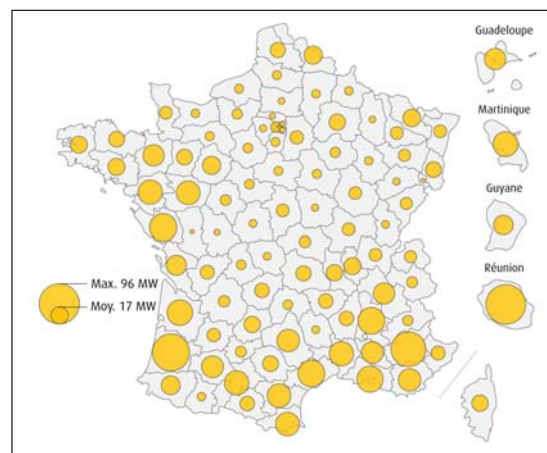 Guadeloupe
Martinique
Guyane
Réunion
Max. 96 MW
Moy. 17 MW